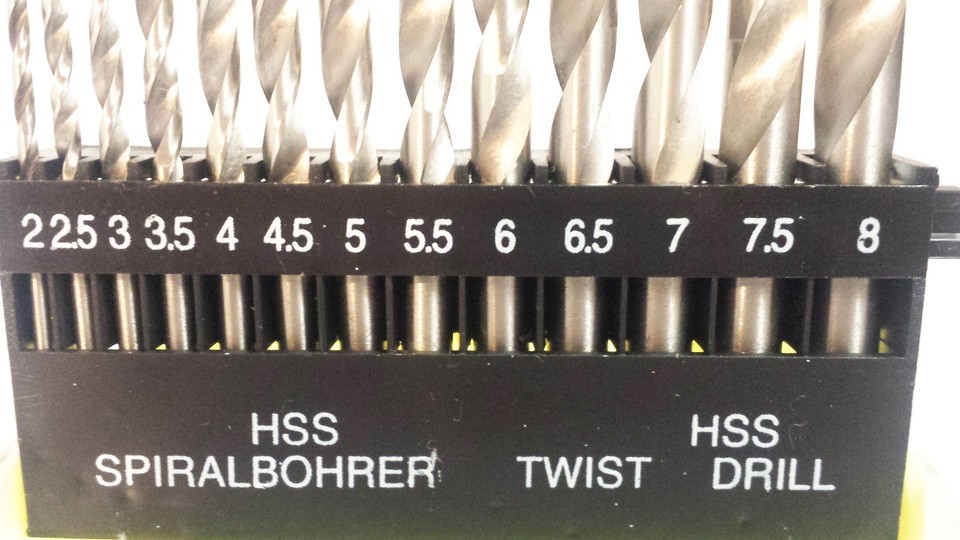 2 2.5 3 3.5 4 4.5 5 5.5 6 6.5 7 7.5 8
HSS HSS
SPIRALBOHRER TWIST DRILL